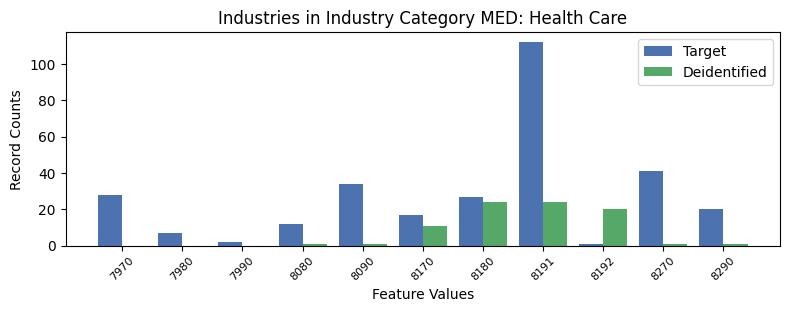 Industries in Industry Category MED: Health Care
Target
Deidentified
Record Counts
100
80
60
40
20
0
7970 7980 7990 8080 8090 8170 8180 8191 8192 8270 8290
Feature Values